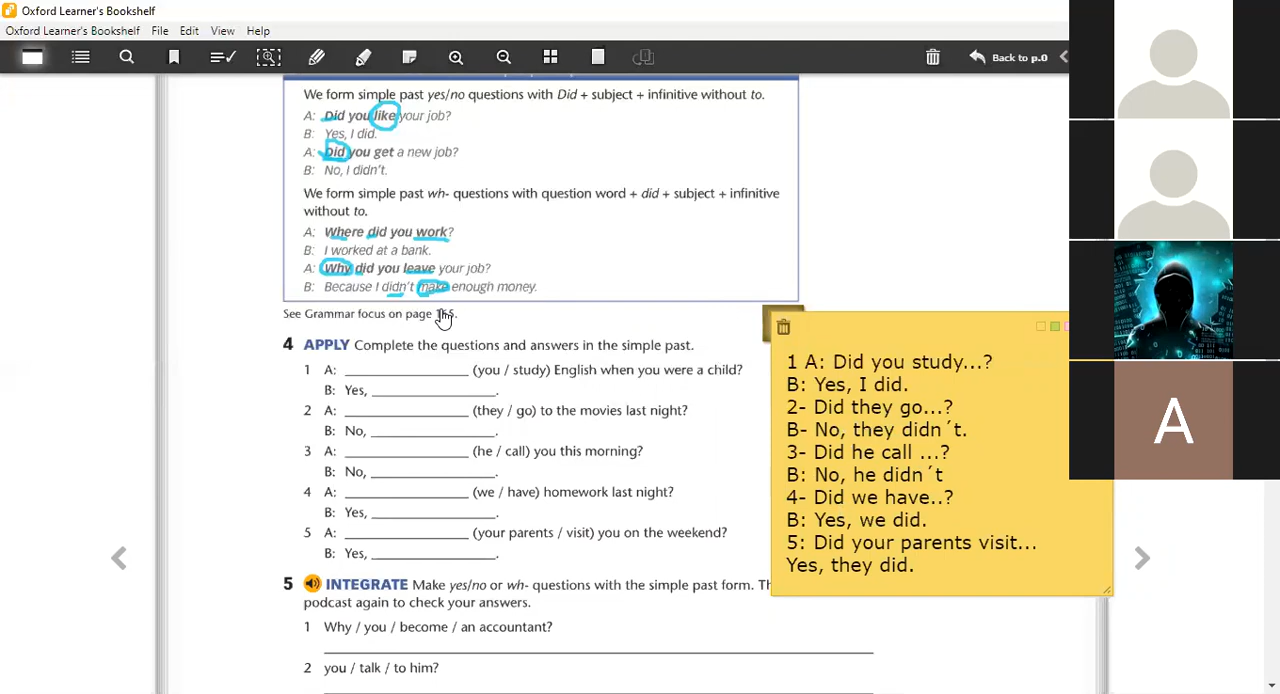 Oxford Learner's Bookshelf
Oxford Learner's Bookshelf File Edit View Help
Back to p.0
We form simple past yes/no questions with Did + subject + infinitive without to.
A: Did you like your job?
B: Yes, I did.
A: Did you get a new job?
B: No, I didn't.
We form simple past wh- questions with question word + did + subject + infinitive
without to.
A: Where did you work?
B: I worked at a bank.
A: Why did you leave your job?
B: Because I didn't make enough money.
See Grammar focus on page
4 APPLY Complete the questions and answers in the simple past.
1 A: ____________________ (you / study) English when you were a child?
B: Yes, ____________________.
2 A: ____________________ (they / go) to the movies last night?
B: No, ____________________.
3 A: ____________________ (he / call) you this morning?
B: No, ____________________.
4 A: ____________________ (we / have) homework last night?
B: Yes, ____________________.
5 A: ____________________ (your parents / visit) you on the weekend?
B: Yes, ____________________.
5 INTEGRATE Make yes/no or wh- questions with the simple past form.
podcast again to check your answers.
1 Why / you / become / an accountant?
2 you / talk / to him?
1 A: Did you study...?
B: Yes, I did.
2- Did they go...?
B- No, they didn´t.
3- Did he call ...?
B: No, he didn´t
4- Did we have..?
B: Yes, we did.
5: Did your parents visit...
Yes, they did.
A